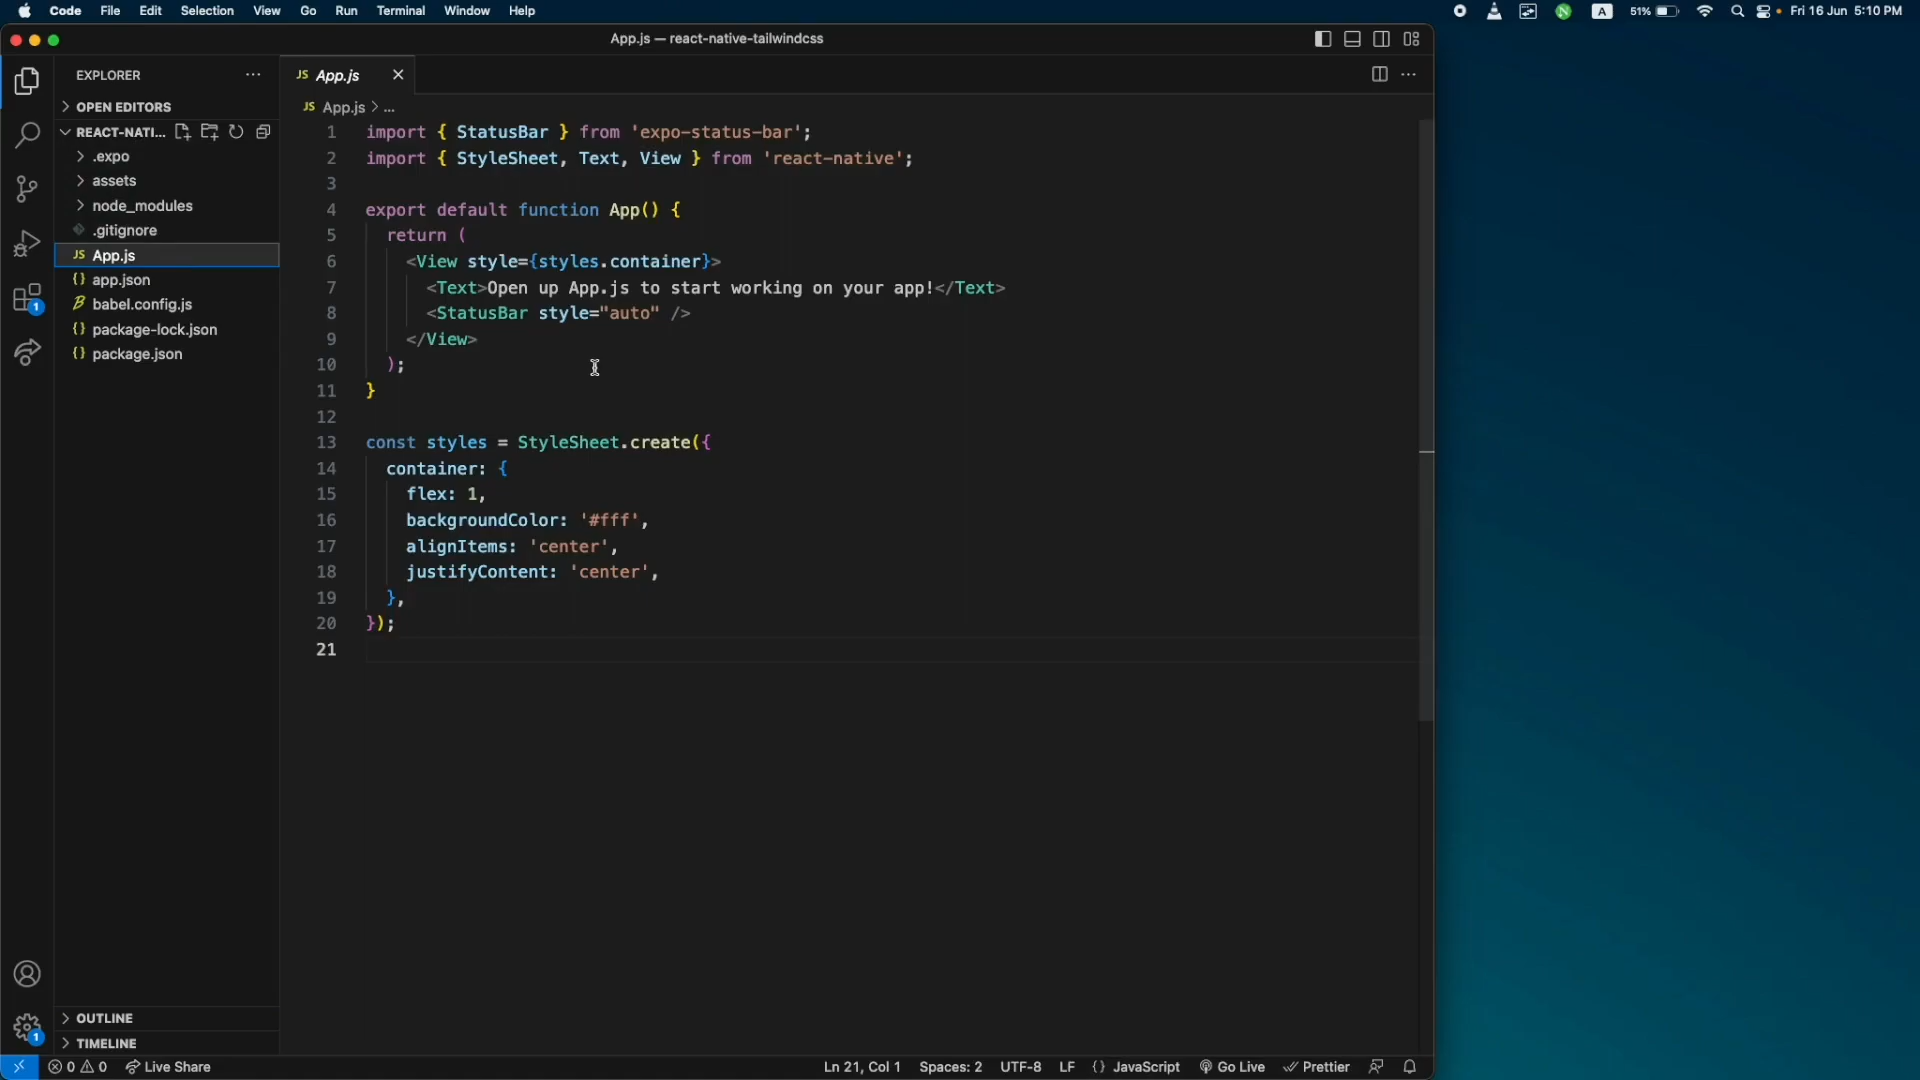 Code File Edit Selection View Go Run Terminal Window Help
N A 51% Fri 16 Jun 5:10 PM
App.js — react-native-tailwindcss
EXPLORER
OPEN EDITORS
REACT-NATI...
.expo
assets
node_modules
.gitignore
JS App.js
{} app.json
babel.config.js
{} package-lock.json
{} package.json
OUTLINE
TIMELINE
JS App.js
JS App.js > ...
1 import { StatusBar } from 'expo-status-bar';
2 import { StyleSheet, Text, View } from 'react-native';
3
4 export default function App() {
5 return (
6 <View style={styles.container}>
7 <Text>Open up App.js to start working on your app!</Text>
8 <StatusBar style="auto" />
9 </View>
10 );
11 }
12
13 const styles = StyleSheet.create({
14 container: {
15 flex: 1,
16 backgroundColor: '#fff',
17 alignItems: 'center',
18 justifyContent: 'center',
19 },
20 });
21
1
1
0 0 Live Share Ln 21, Col 1 Spaces: 2 UTF-8 LF {} JavaScript Go Live Prettier